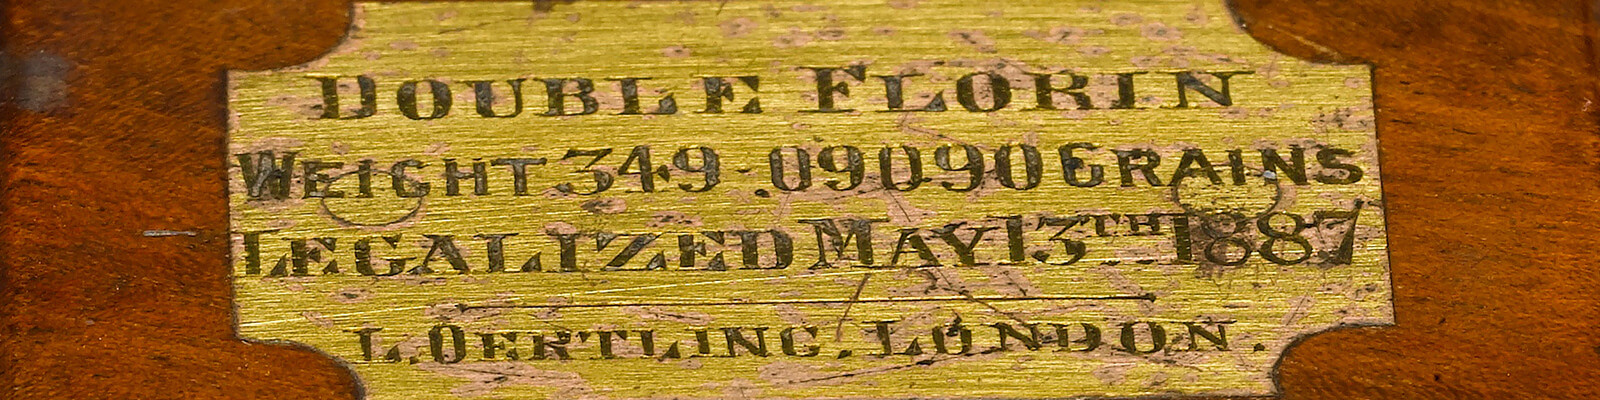 DOUBLE FLORIN
WEIGHT 349.09090 GRAINS
LEGALIZED MAY 13TH 1887
L. OERTLING. LONDON.